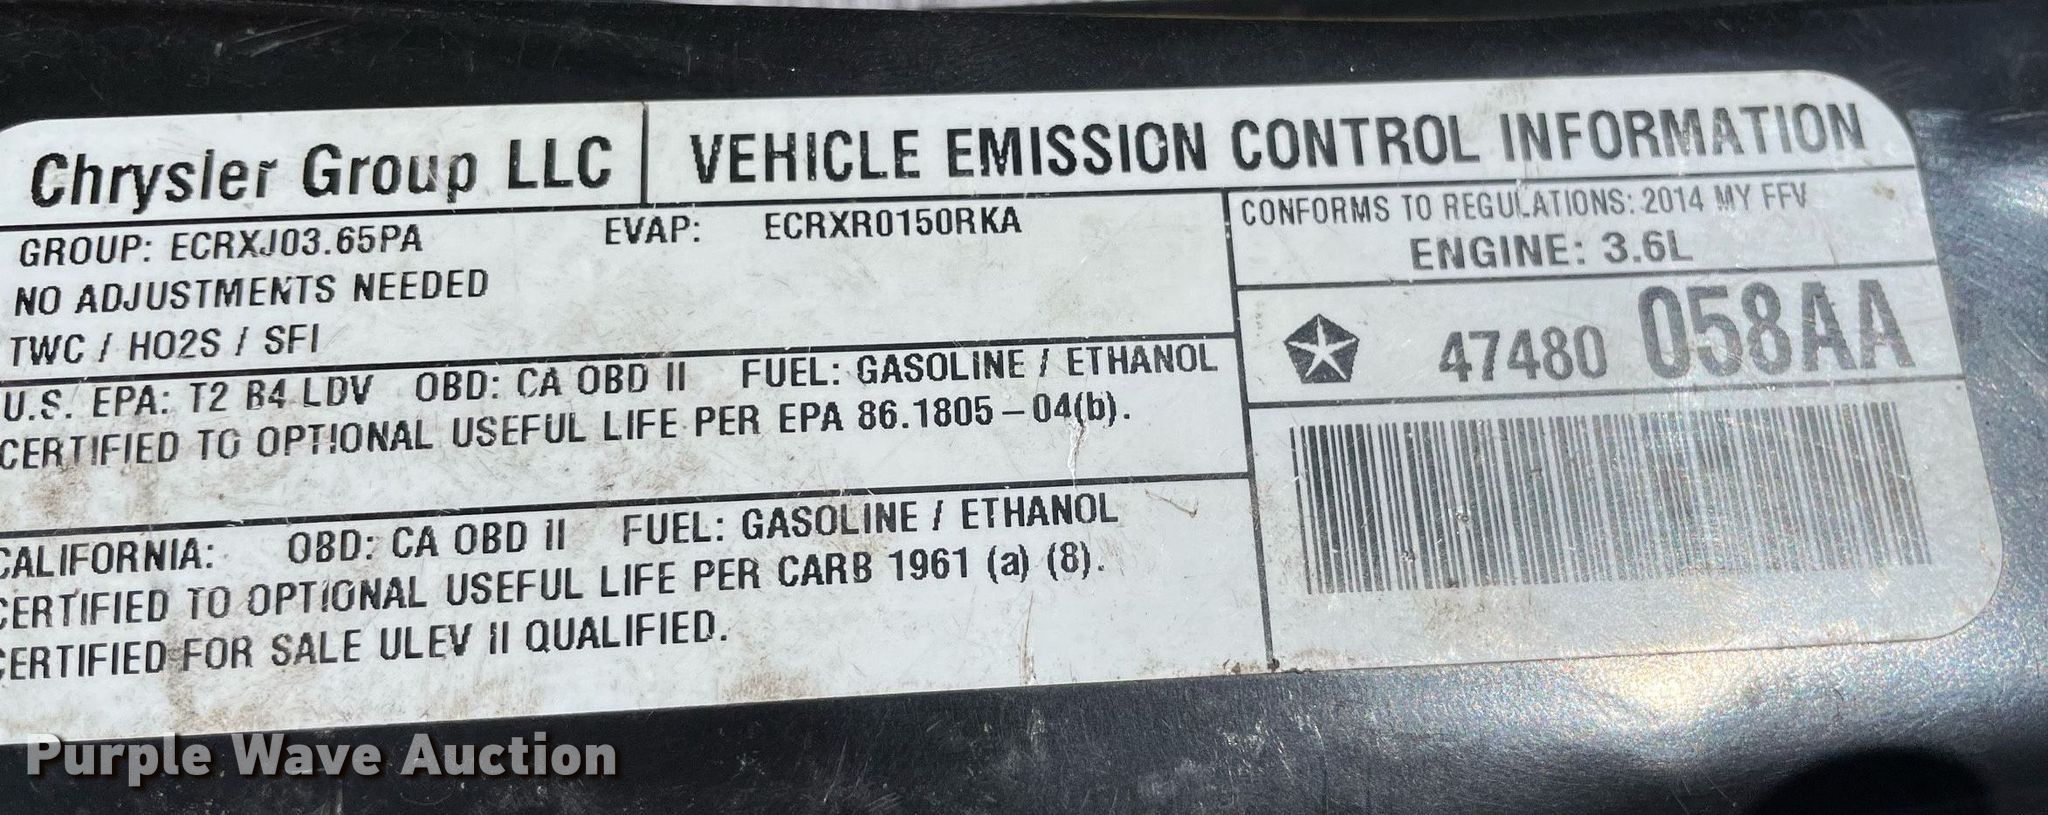 Chrysler Group LLC
VEHICLE EMISSION CONTROL INFORMATION
GROUP: ECRXJ03.65PA EVAP: ECRXR0150RKA
NO ADJUSTMENTS NEEDED
TWC / HO2S / SFI
U.S. EPA: T2 B4 LDV OBD: CA OBD II FUEL: GASOLINE / ETHANOL
CERTIFIED TO OPTIONAL USEFUL LIFE PER EPA 86.1805-04(b).
CALIFORNIA: OBD: CA OBD II FUEL: GASOLINE / ETHANOL
CERTIFIED TO OPTIONAL USEFUL LIFE PER CARB 1961 (a) (8).
CERTIFIED FOR SALE ULEV II QUALIFIED.
CONFORMS TO REGULATIONS: 2014 MY FFV
ENGINE: 3.6L
47480 058AA
Purple Wave Auction